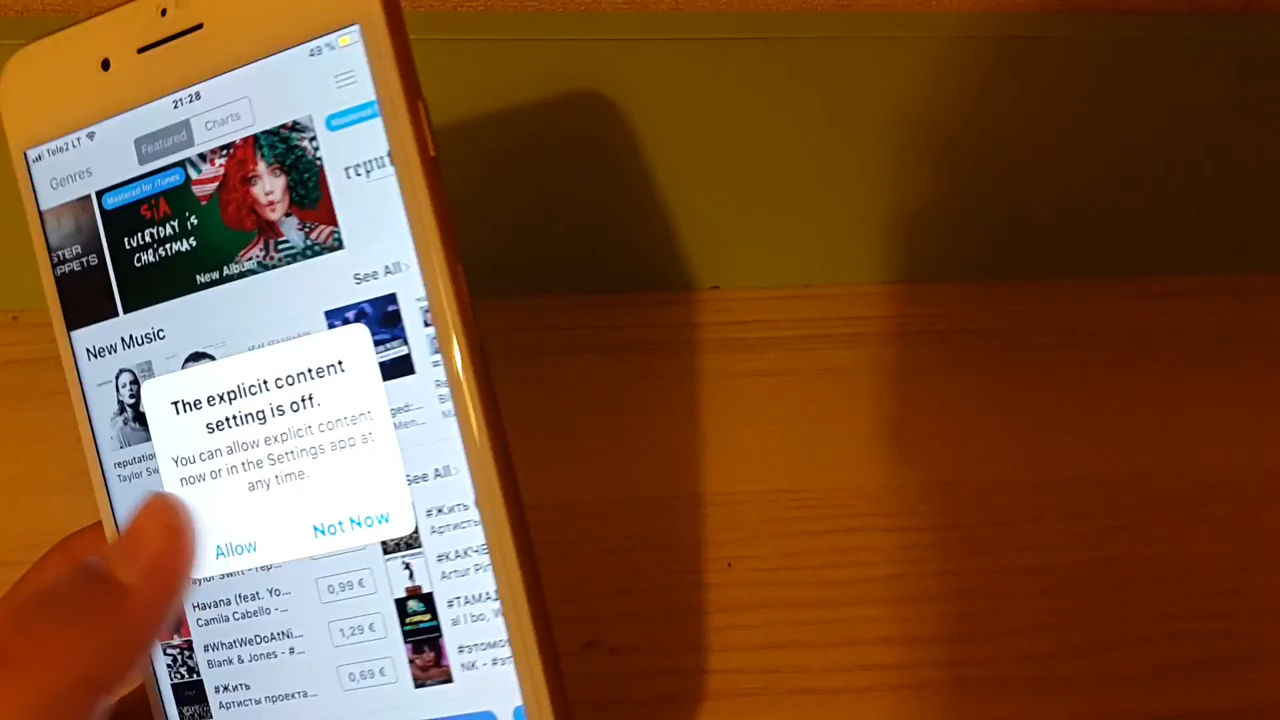 49 %
21:28
Tele2 LT
Featured
Charts
Genres
Mastered for iTunes
SiA
EVERYDAY iS
CHRiSTMAS
New Album
See All
New Music
The explicit content
setting is off.
You can allow explicit content
now or in the Settings app at
any time.
Allow
Not Now
reputation
Taylor
See All
Havana (feat. Yo...
Camila Cabello -...
0,99 €
#WhatWeDoAtNi...
Blank & Jones - #...
1,29 €
#Жить
Артисты проекта...
0,69 €
#Жить
#КАКЧЕ
Artur
#ТАМАД
#этомоя
NK -